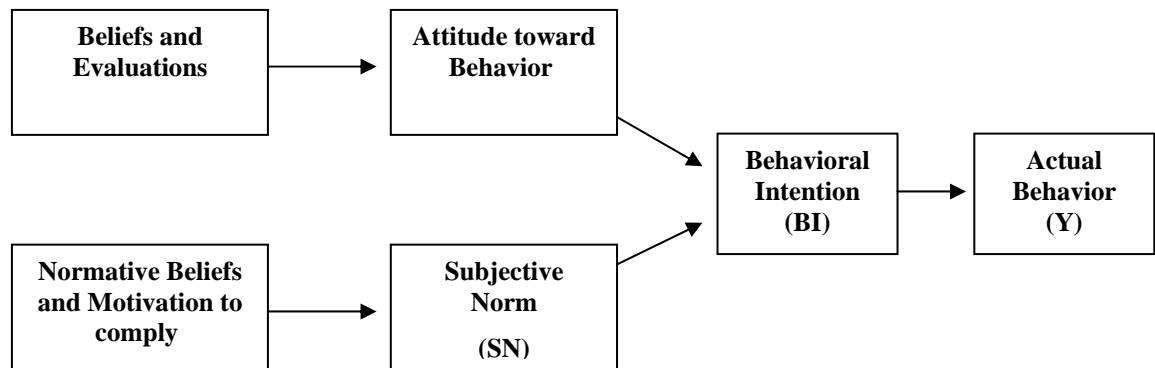 Beliefs and
Evaluations
Attitude toward
Behavior
Behavioral
Intention
(BI)
Actual
Behavior
(Y)
Normative Beliefs
and Motivation to
comply
Subjective
Norm
(SN)